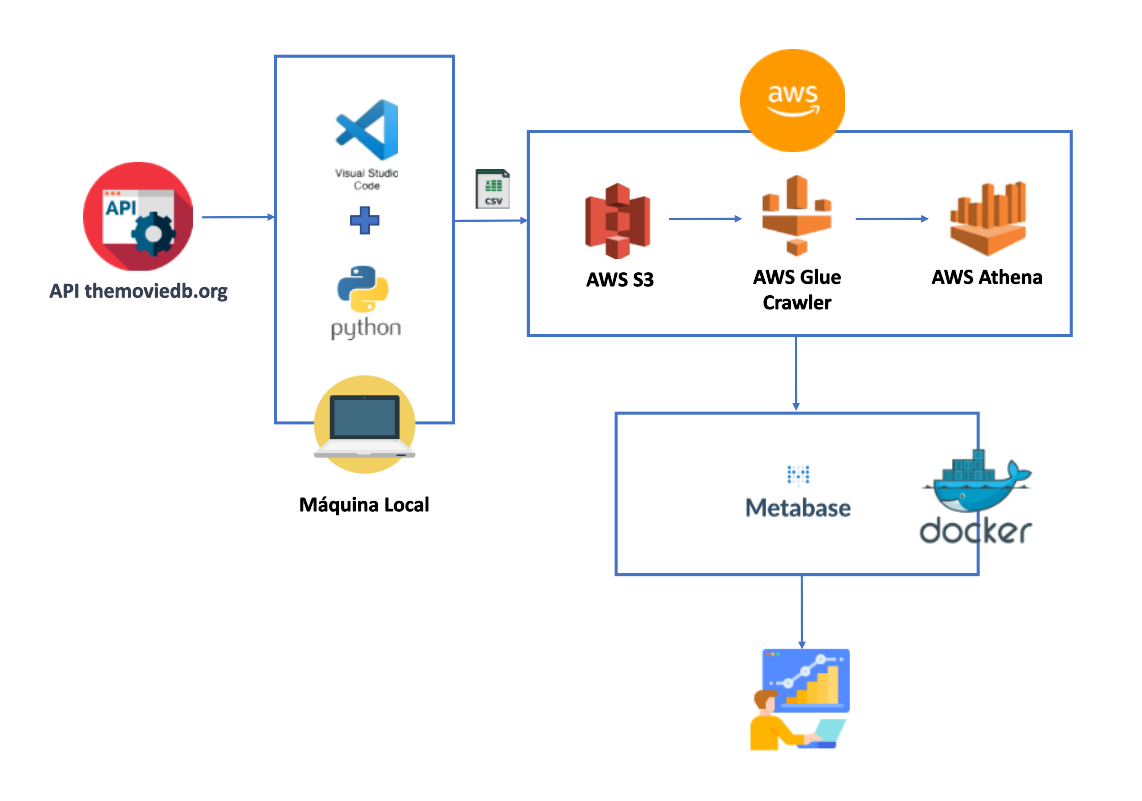 aws
Visual Studio
Code
API
CSV
AWS S3
AWS Glue
Crawler
AWS Athena
API themoviedb.org
python
Máquina Local
Metabase
docker